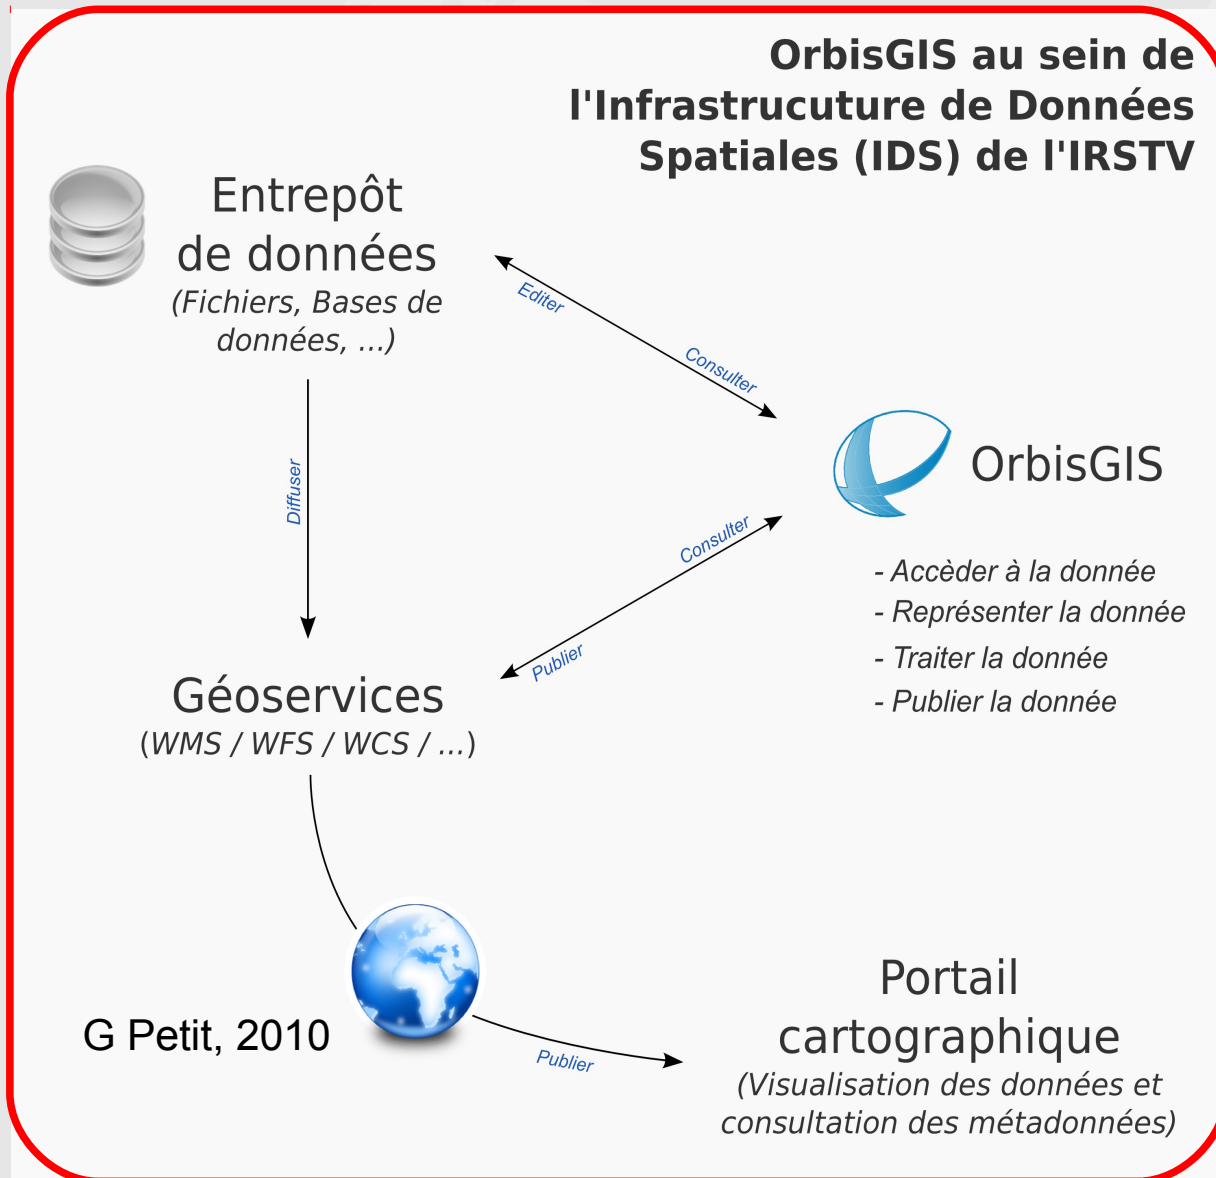 OrbisGIS au sein de
l'Infrastrucuture de Données
Spatiales (IDS) de l'IRSTV
Entrepôt
de données
(Fichiers, Bases de
données, ...)
Editer
Consulter
Diffuser
OrbisGIS
- Accèder à la donnée
- Représenter la donnée
- Traiter la donnée
- Publier la donnée
Consulter
Publier
Géoservices
(WMS / WFS / WCS / ...)
G Petit, 2010
Publier
Portail
cartographique
(Visualisation des données et
consultation des métadonnées)